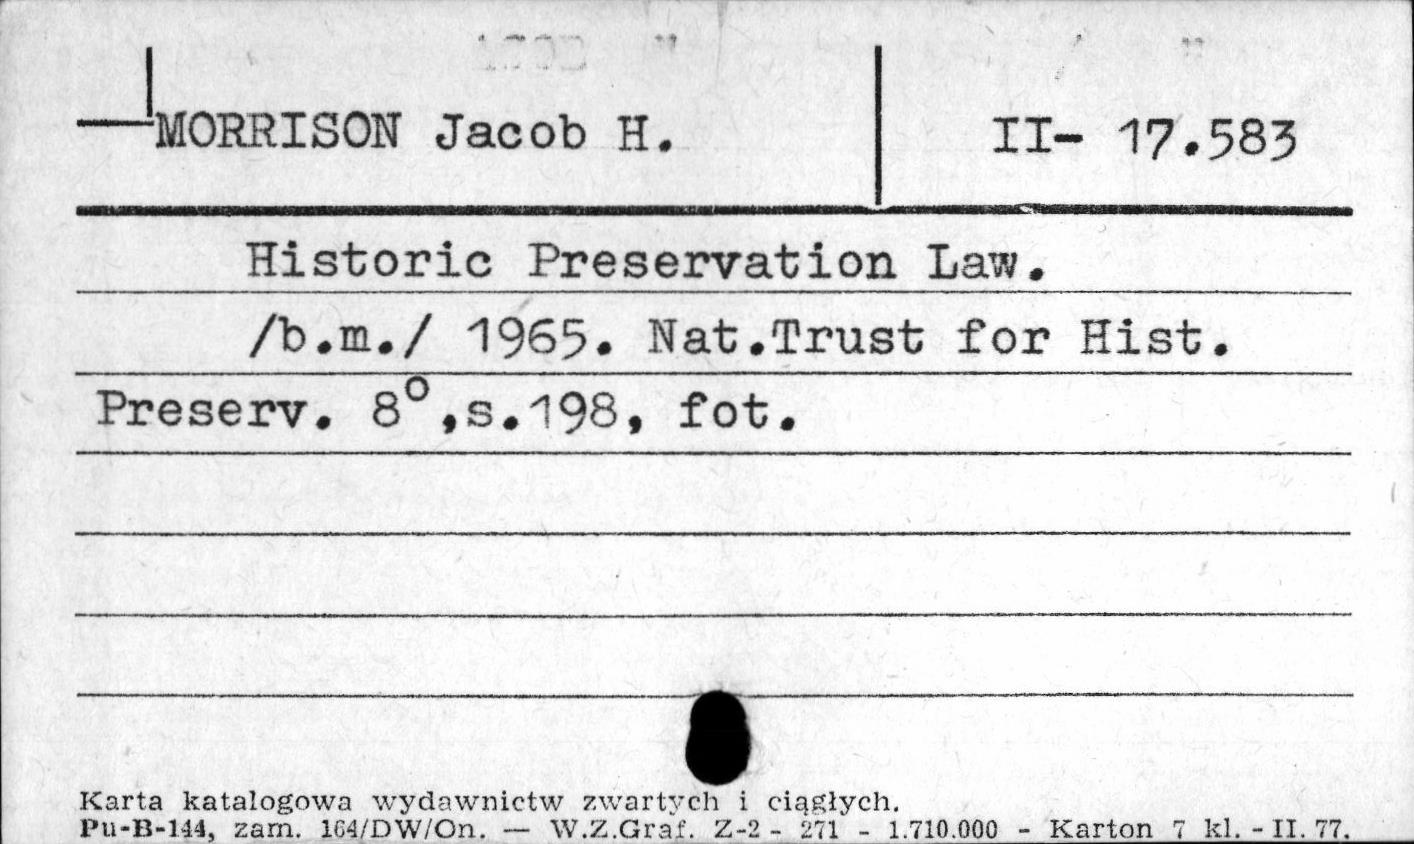 MORRISON Jacob H. II- 17.583
Historic Preservation Law.
/b.m./ 1965. Nat.Trust for Hist.
Preserv. 8°,s.198, fot.
Karta katalogowa wydawnictw zwartych i ciągłych.
Pu-B-144, zam. 164/DW/On. — W.Z.Graf. Z-2 - 271 - 1.710.000 - Karton 7 kl. - II. 77.